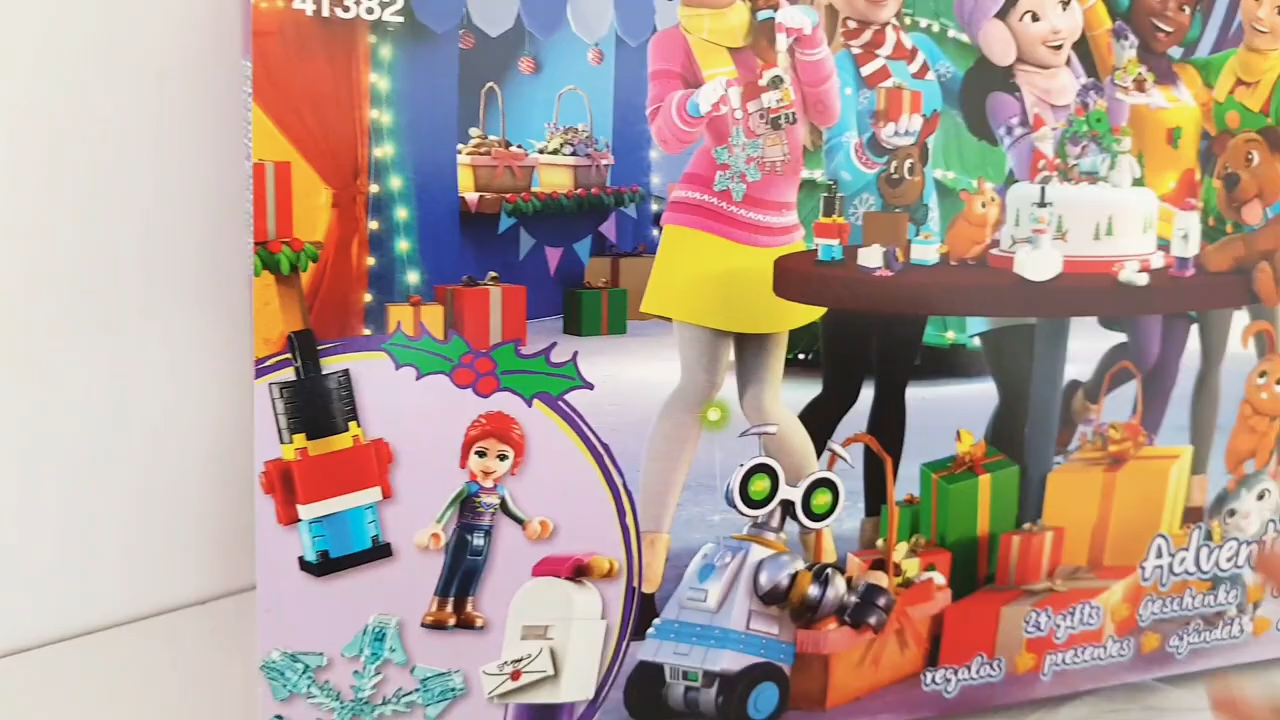 41382
Advent
24 gifts
Geschenke
regalos
presentes
ajándék